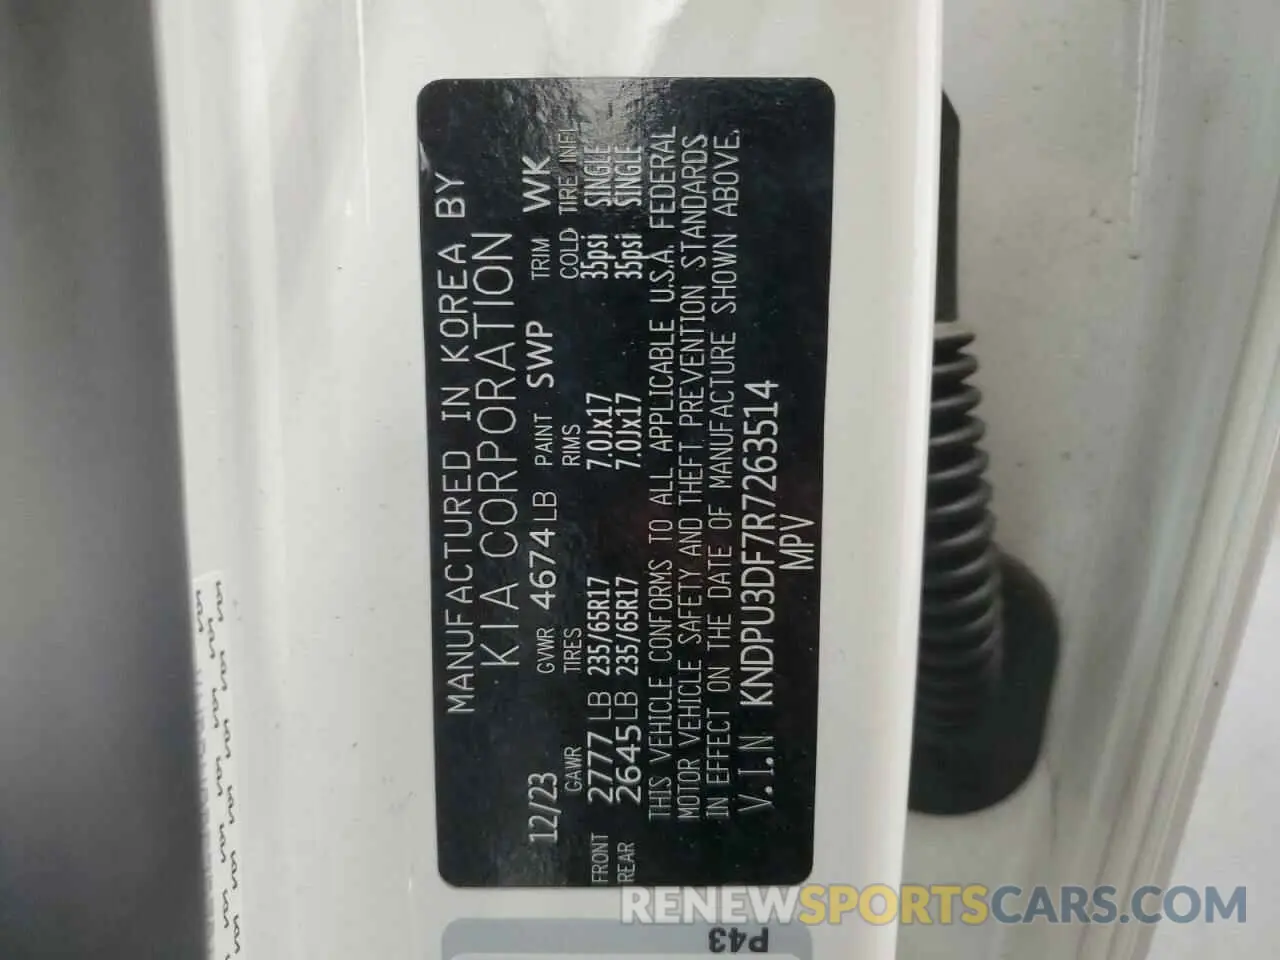 MANUFACTURED IN KOREA BY
KIA CORPORATION
12/23 GVWR 4674LB PAINT SWP TRIM WK
GAWR TIRES RIMS COLD TIRE INFL.
FRONT 2777 LB 235/65R17 7.0Jx17 35psi SINGLE
REAR 2645LB 235/65R17 7.0Jx17 35psi SINGLE
THIS VEHICLE CONFORMS TO ALL APPLICABLE U.S.A. FEDERAL
MOTOR VEHICLE SAFETY AND THEFT PREVENTION STANDARDS
IN EFFECT ON THE DATE OF MANUFACTURE SHOWN ABOVE.
V.I.N KNDPU3DF7R7263514
MPV
P43
RENEWSPORTSCARS.COM